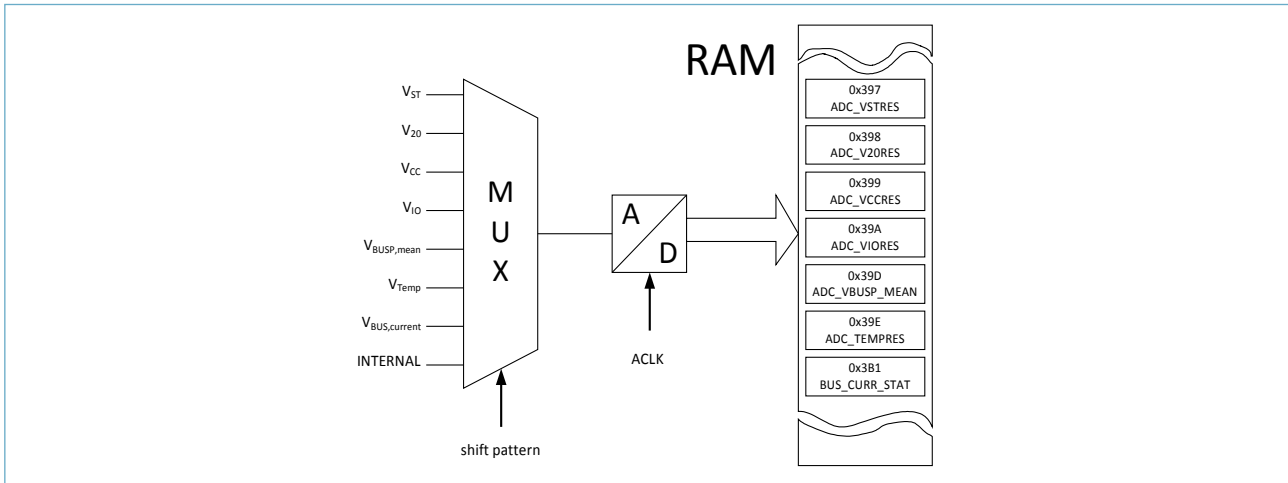 RAM
V_ST
V_20
V_CC
V_IO
V_BUSP,mean
V_Temp
V_BUS,current
INTERNAL
M
U
X
shift pattern
A
D
ACLK
0x397
ADC_VSTRES
0x398
ADC_V20RES
0x399
ADC_VCCRES
0x39A
ADC_VIORES
0x39D
ADC_VBUSP_MEAN
0x39E
ADC_TEMPRES
0x3B1
BUS_CURR_STAT